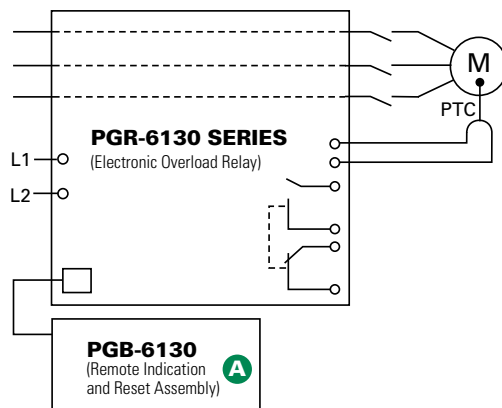 M
PTC
PGR-6130 SERIES
(Electronic Overload Relay)
L1
L2
PGB-6130
(Remote Indication
and Reset Assembly)
A